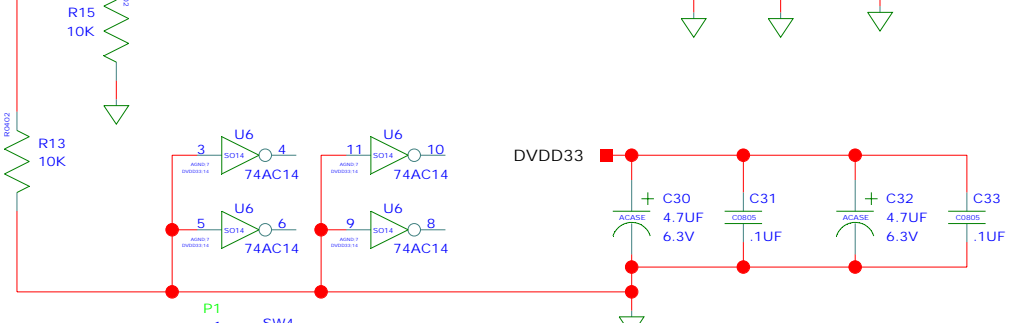 R15
10K
R0402
R13
10K
U6
3
SO14
4
AGND:7
DVDD33:14
74AC14
U6
11
SO14
10
AGND:7
DVDD33:14
74AC14
U6
5
SO14
6
AGND:7
DVDD33:14
74AC14
U6
9
SO14
8
AGND:7
DVDD33:14
74AC14
DVDD33
+
C30
ACASE
4.7UF
6.3V
C31
C0805
.1UF
+
C32
ACASE
4.7UF
6.3V
C33
C0805
.1UF
P1
SW4